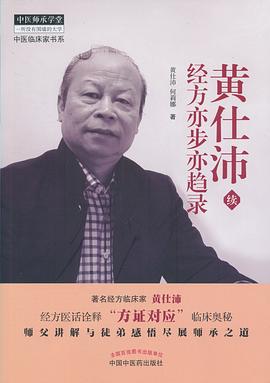 中医师承学堂
一所没有围墙的大学
中医临床家书系
黄仕沛
经方亦步亦趋录
续
黄仕沛 何莉娜 著
著名经方临床家 黄仕沛
经方医话诠释“方证对应”临床奥秘
师父讲解与徒弟感悟尽展师承之道
全国百佳图书出版单位
中国中医药出版社